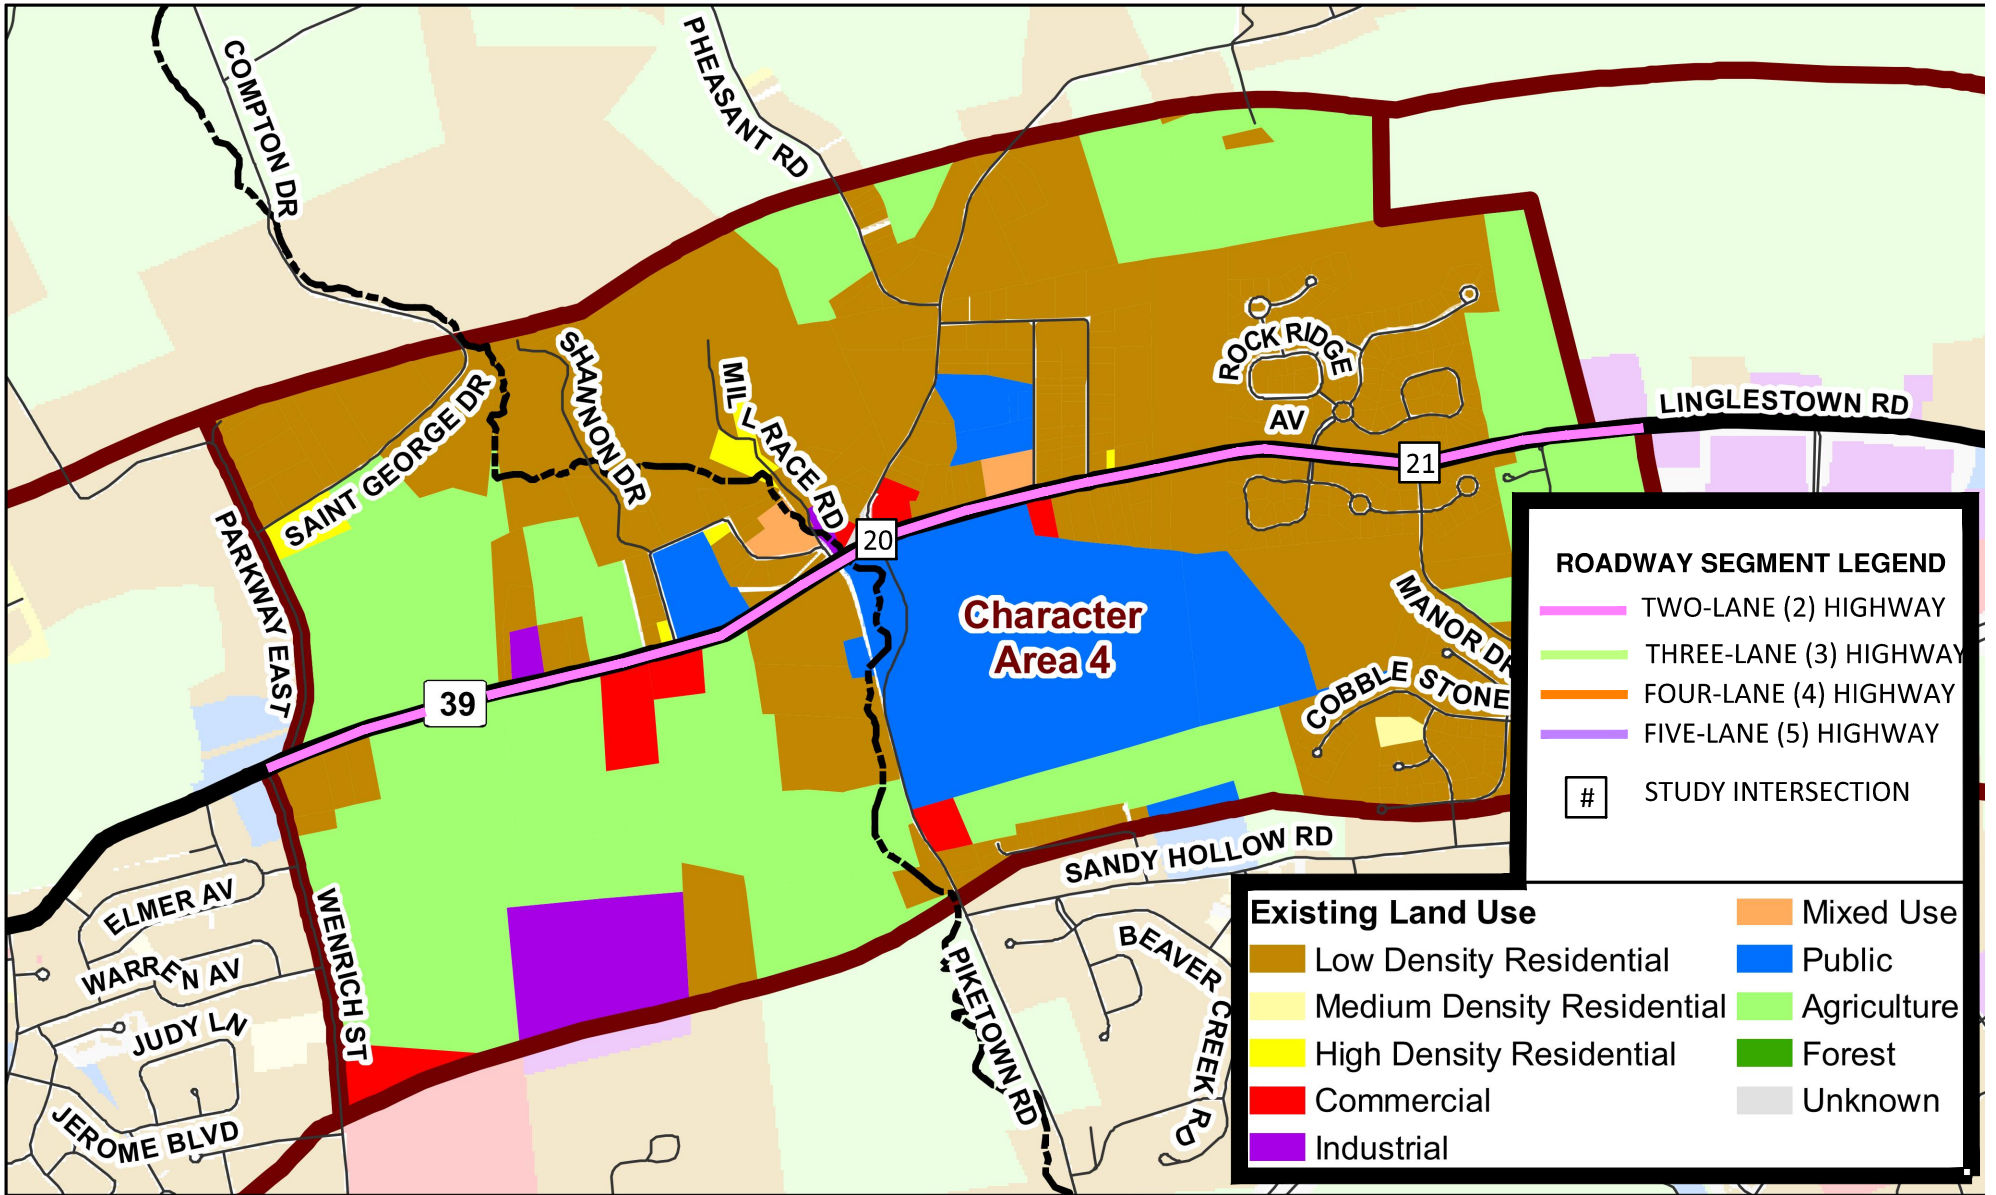 COMPTON DR
PHEASANT RD
SHAWNON DR
MILL RACE RD
ROCK RIDGE
AV
LINGLESTOWN RD
SAINT GEORGE DR
21
20
PARKWAY EAST
39
Character
Area 4
MANOR DR
COBBLE STONE
SANDY HOLLOW RD
ELMER AV
WARREN AV
JUDY LN
JEROME BLVD
WENRICH ST
PIKETOWN RD
BEAVER CREEK RD
ROADWAY SEGMENT LEGEND
TWO-LANE (2) HIGHWAY
THREE-LANE (3) HIGHWAY
FOUR-LANE (4) HIGHWAY
FIVE-LANE (5) HIGHWAY
# STUDY INTERSECTION
Existing Land Use
Low Density Residential
Medium Density Residential
High Density Residential
Commercial
Industrial
Mixed Use
Public
Agriculture
Forest
Unknown